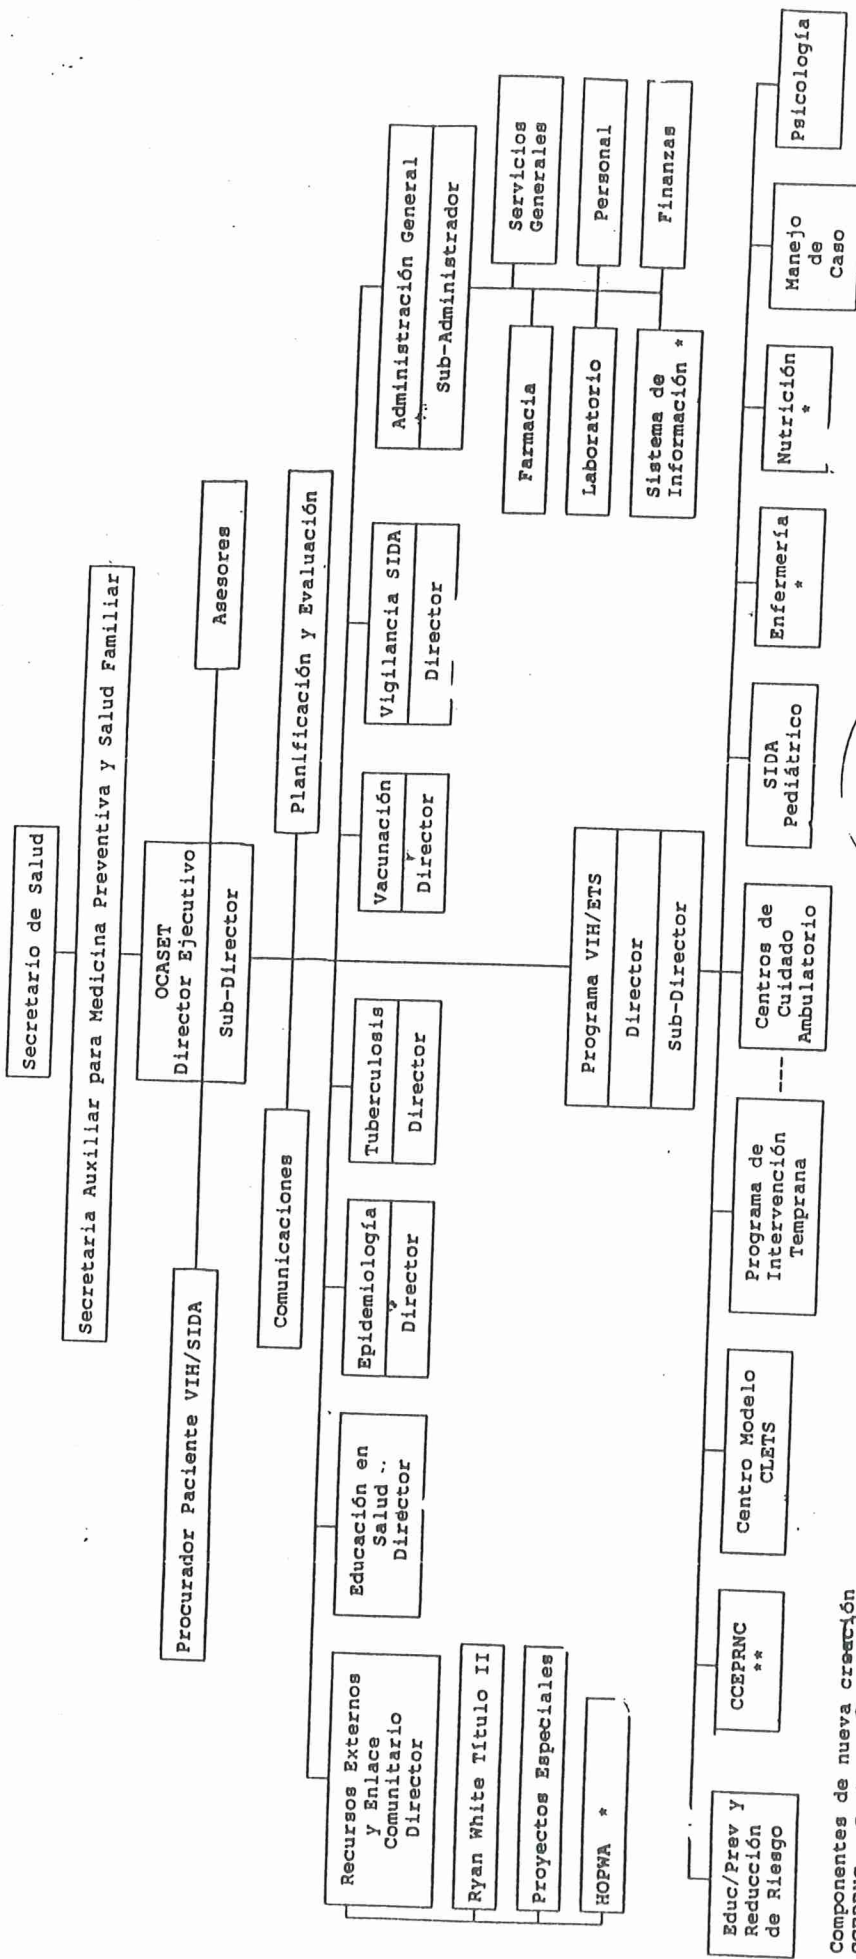 Secretario de Salud
Secretaria Auxiliar para Medicina Preventiva y Salud Familiar
OCASET
Director Ejecutivo
Sub-Director
Procurador Paciente VIH/SIDA
Asesores
Comunicaciones
Planificación y Evaluación
Recursos Externos
y Enlace
Comunitario
Director
Ryan White Título II
Proyectos Especiales
HOPWA *
Educación en
Salud
Director
Epidemiología
Director
Tuberculosis
Director
Vacunación
Director
Vigilancia SIDA
Director
Administración General
Sub-Administrador
Farmacia
Servicios
Generales
Laboratorio
Personal
Sistema de
Información *
Finanzas
Programa VIH/ETS
Director
Sub-Director
Educ/Prev y
Reducción
de Riesgo
CCEPRNC
**
Centro Modelo
CLETS
Programa de
Intervención
Temprana
Centros de
Cuidado
Ambulatorio
SIDA
Pediátrico
Enfermería
*
Nutrición
*
Manejo
de
Caso
Psicología
Componentes de nueva creación